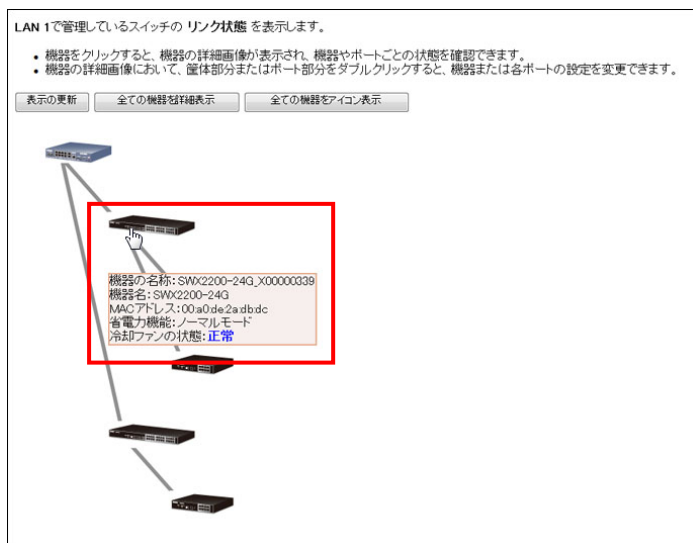 LAN 1で管理しているスイッチの リンク状態 を表示します。
• 機器をクリックすると、機器の詳細画像が表示され、機器やポートごとの状態を確認できます。
• 機器の詳細画像において、筐体部分またはポート部分をダブルクリックすると、機器または各ポートの設定を変更できます。
表示の更新 全ての機器を詳細表示 全ての機器をアイコン表示
機器の名称:SWX2200-24G_X00000339
機器名:SWX2200-24G
MACアドレス:00:a0:de:2a:db:dc
省電力機能:ノーマルモード
冷却ファンの状態:正常